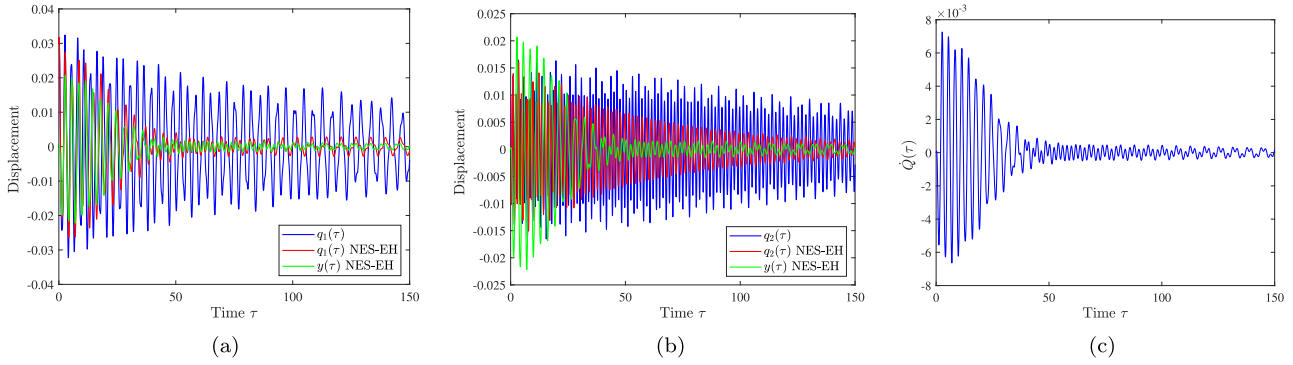 0.04
0.03
0.02
0.01
0
-0.01
-0.02
-0.03
-0.04
Displacement
0 50 100 150
Time τ
q₁(τ)
q₁(τ) NES-EH
y(τ) NES-EH
(a)
0.025
0.02
0.015
0.01
0.005
0
-0.005
-0.01
-0.015
-0.02
-0.025
Displacement
0 50 100 150
Time τ
q₂(τ)
q₂(τ) NES-EH
y(τ) NES-EH
(b)
×10⁻³
8
6
4
2
0
-2
-4
-6
-8
Q̇(τ)
0 50 100 150
Time τ
(c)